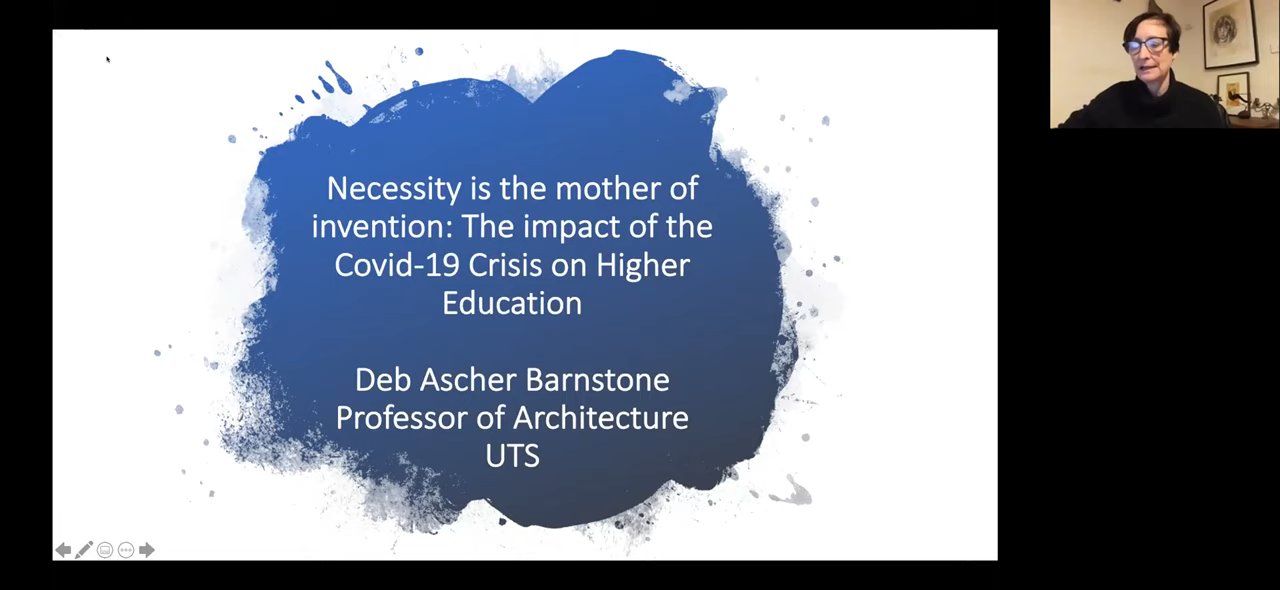 Necessity is the mother of
invention: The impact of the
Covid-19 Crisis on Higher
Education
Deb Ascher Barnstone
Professor of Architecture
UTS